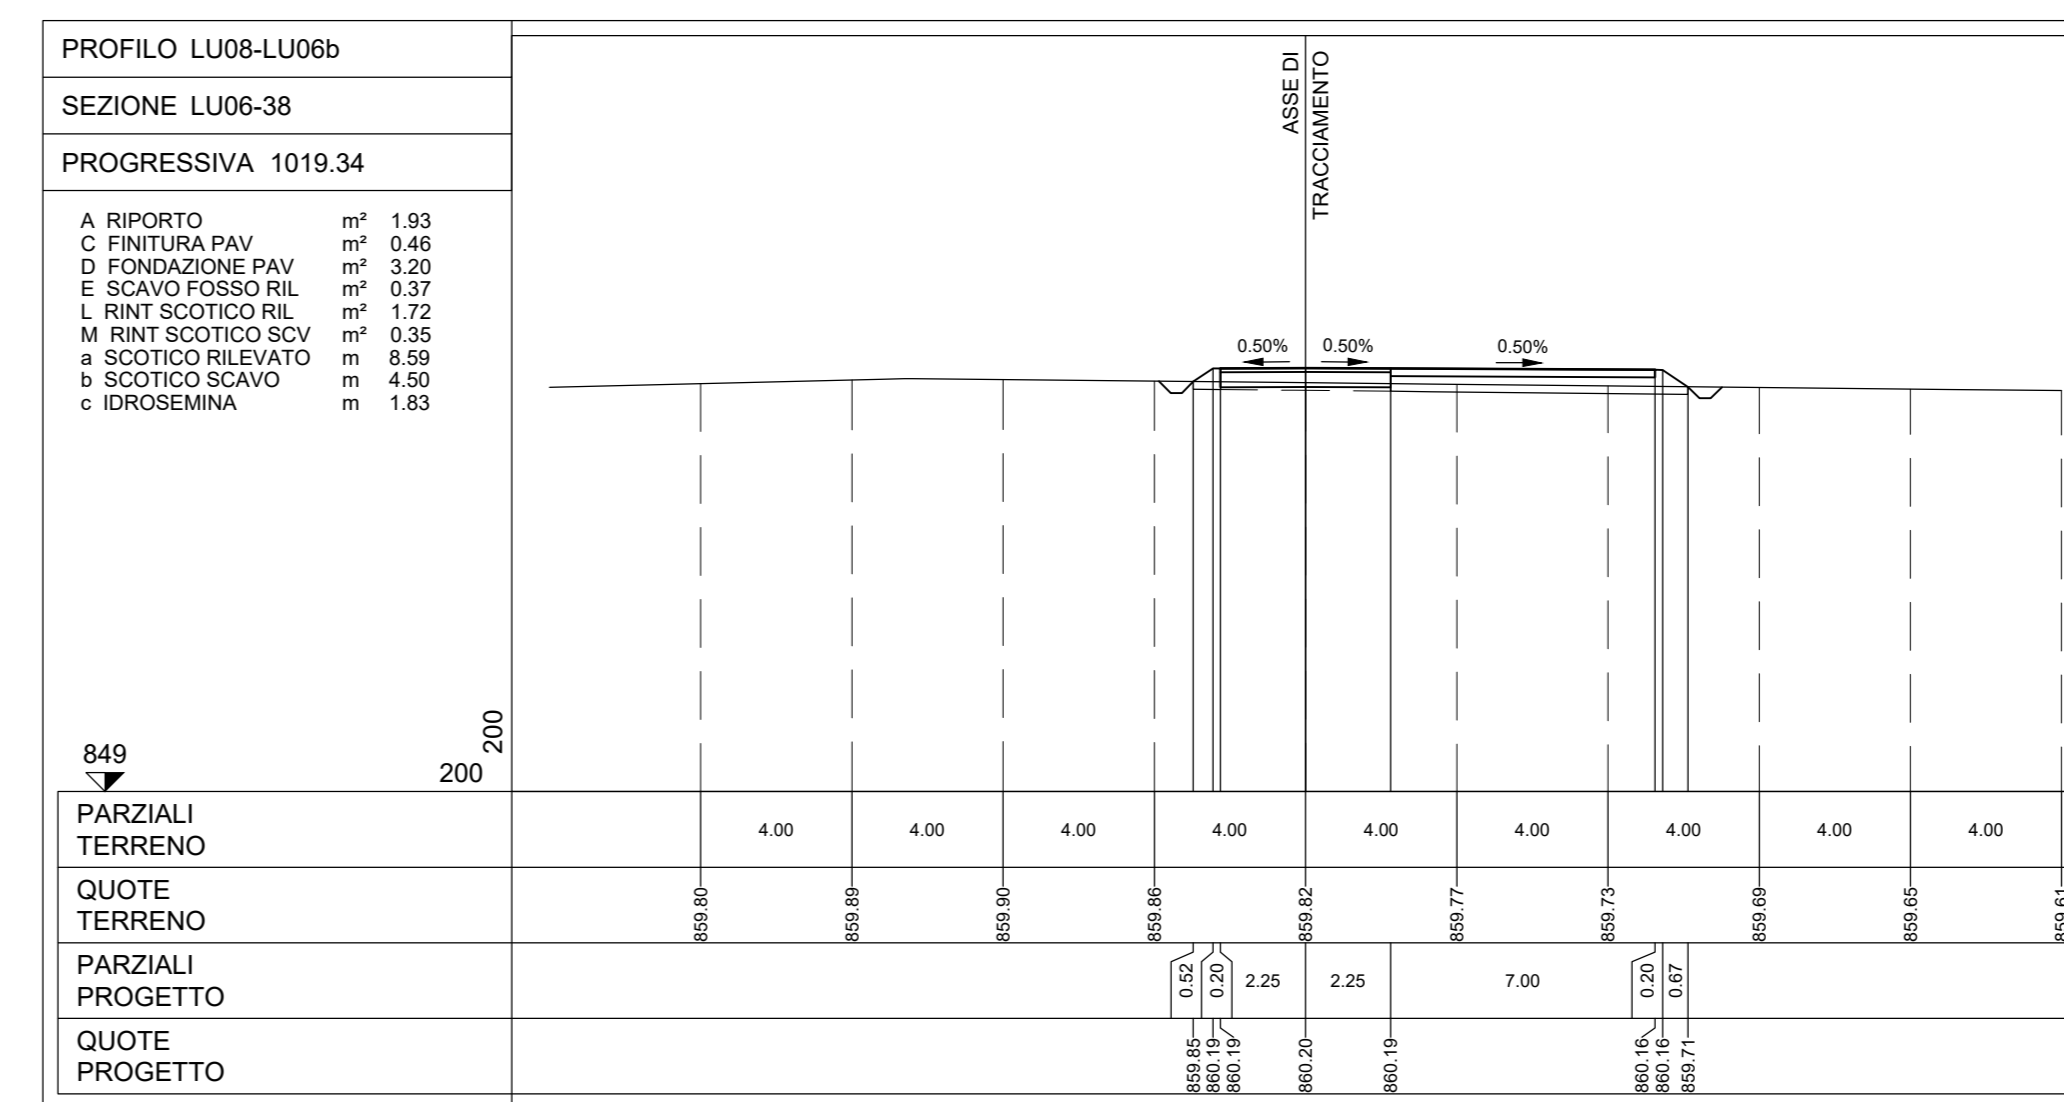 PROFILO LU08-LU06b
SEZIONE LU06-38
PROGRESSIVA 1019.34
A RIPORTO m² 1.93
C FINITURA PAV m² 0.46
D FONDAZIONE PAV m² 3.20
E SCAVO FOSSO RIL m² 0.37
L RINT SCOTICO RIL m² 1.72
M RINT SCOTICO SCV m² 0.35
a SCOTICO RILEVATO m 8.59
b SCOTICO SCAVO m 4.50
c IDROSEMINA m 1.83
ASSE DI
TRACCIAMENTO
0.50% 0.50% 0.50%
849
200
200
PARZIALI
TERRENO
4.00 4.00 4.00 4.00 4.00 4.00 4.00 4.00 4.00
QUOTE
TERRENO
859.80 859.89 859.90 859.86 859.82 859.77 859.73 859.69 859.65 859.61
PARZIALI
PROGETTO
0.52 0.20 2.25 2.25 7.00 0.20 0.67
QUOTE
PROGETTO
859.85 860.19 860.19 860.20 860.19 860.16 860.16 859.71